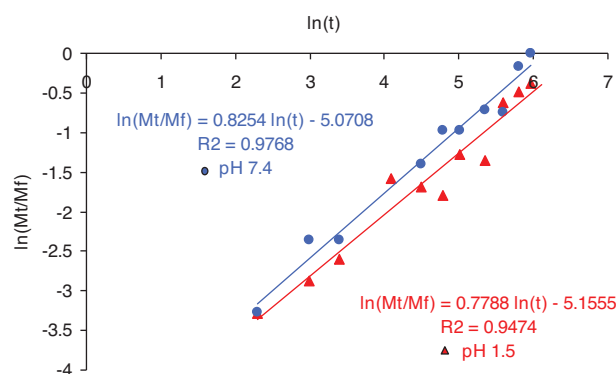 ln(t)
0
0 1 2 3 4 5 6 7
-0.5
ln(Mt/Mf) = 0.8254 ln(t) - 5.0708
-1
R2 = 0.9768
pH 7.4
-1.5
-2
ln(Mt/Mf)
-2.5
-3
ln(Mt/Mf) = 0.7788 ln(t) - 5.1555
R2 = 0.9474
-3.5
pH 1.5
-4